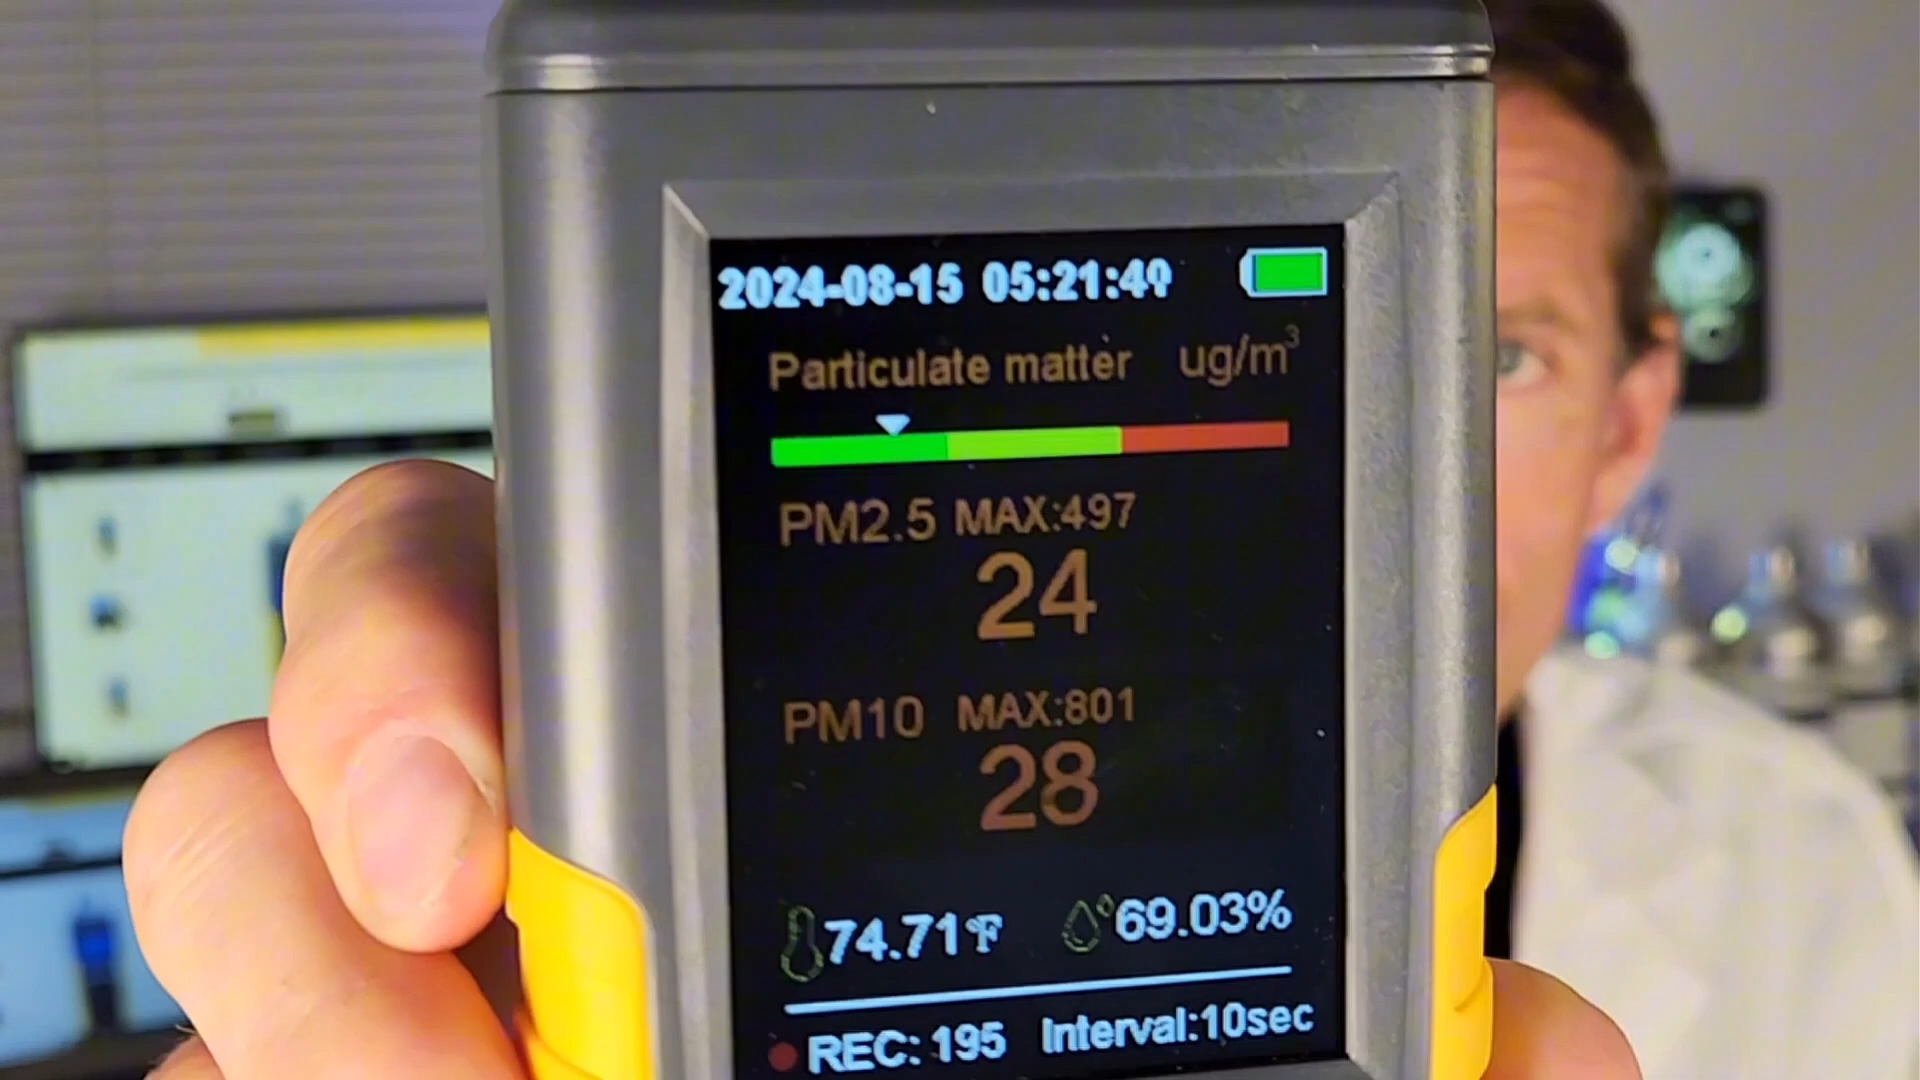 2024-08-15 05:21:40
Particulate matter ug/m³
PM2.5 MAX:497
24
PM10 MAX:801
28
74.71°F 69.03%
REC: 195 Interval:10sec